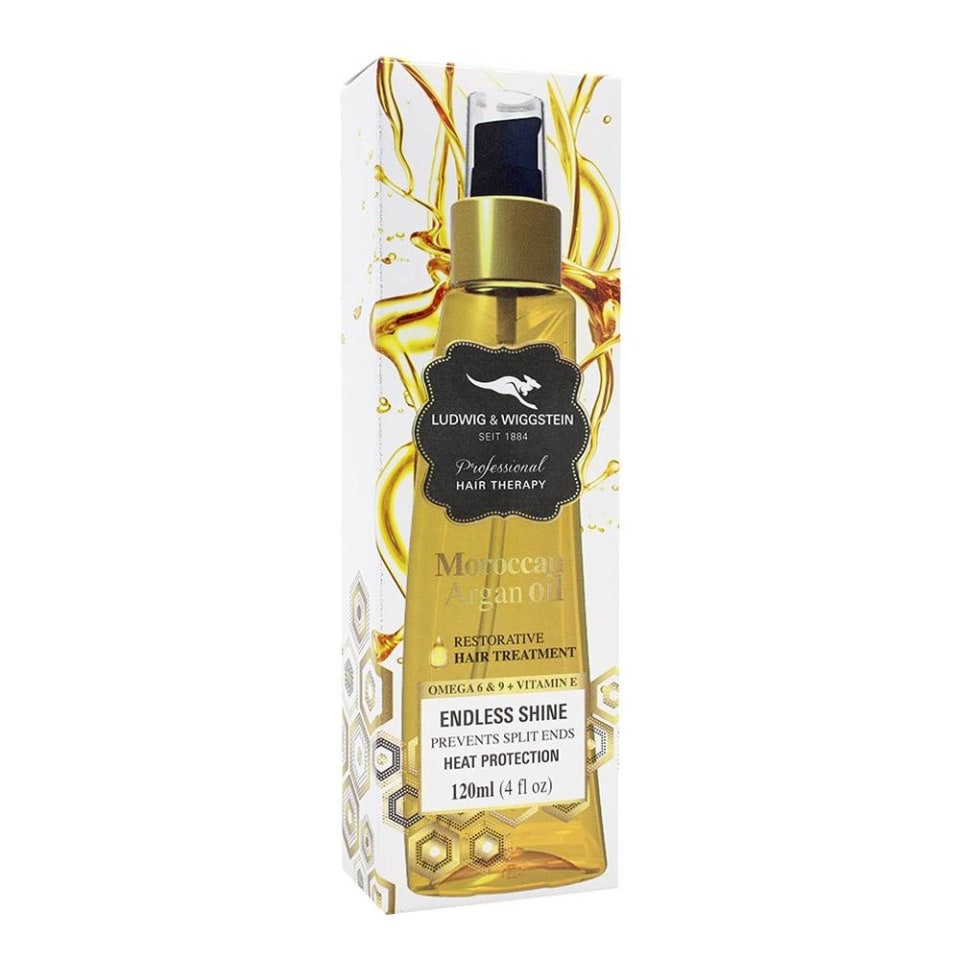 LUDWIG & WIGGSTEIN
SEIT 1884
Professional
HAIR THERAPY
Moroccan
Argan oil
RESTORATIVE
HAIR TREATMENT
OMEGA 6 & 9 + VITAMIN E
ENDLESS SHINE
PREVENTS SPLIT ENDS
HEAT PROTECTION
120ml (4 fl oz)